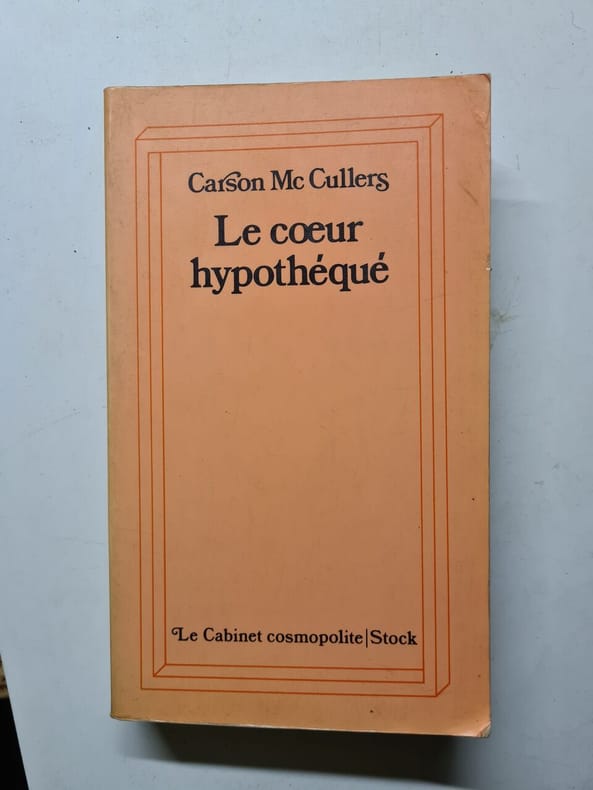 Carson Mc Cullers
Le cœur
hypothéqué
Le Cabinet cosmopolite|Stock